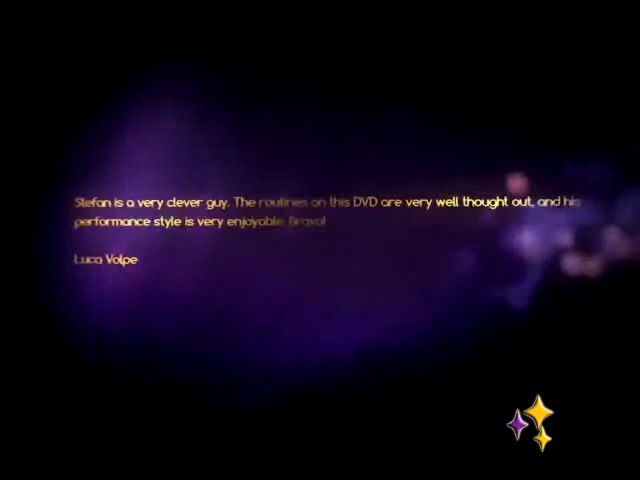 Stefan is a very clever guy. The routines on this DVD are very well thought out, and his
performance style is very enjoyable. Bravo!
Luca Volpe